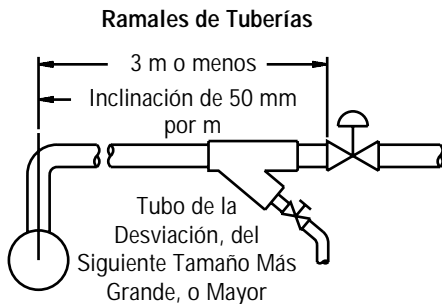 Ramales de Tuberías
3 m o menos
Inclinación de 50 mm
por m
Tubo de la
Desviación, del
Siguiente Tamaño Más
Grande, o Mayor